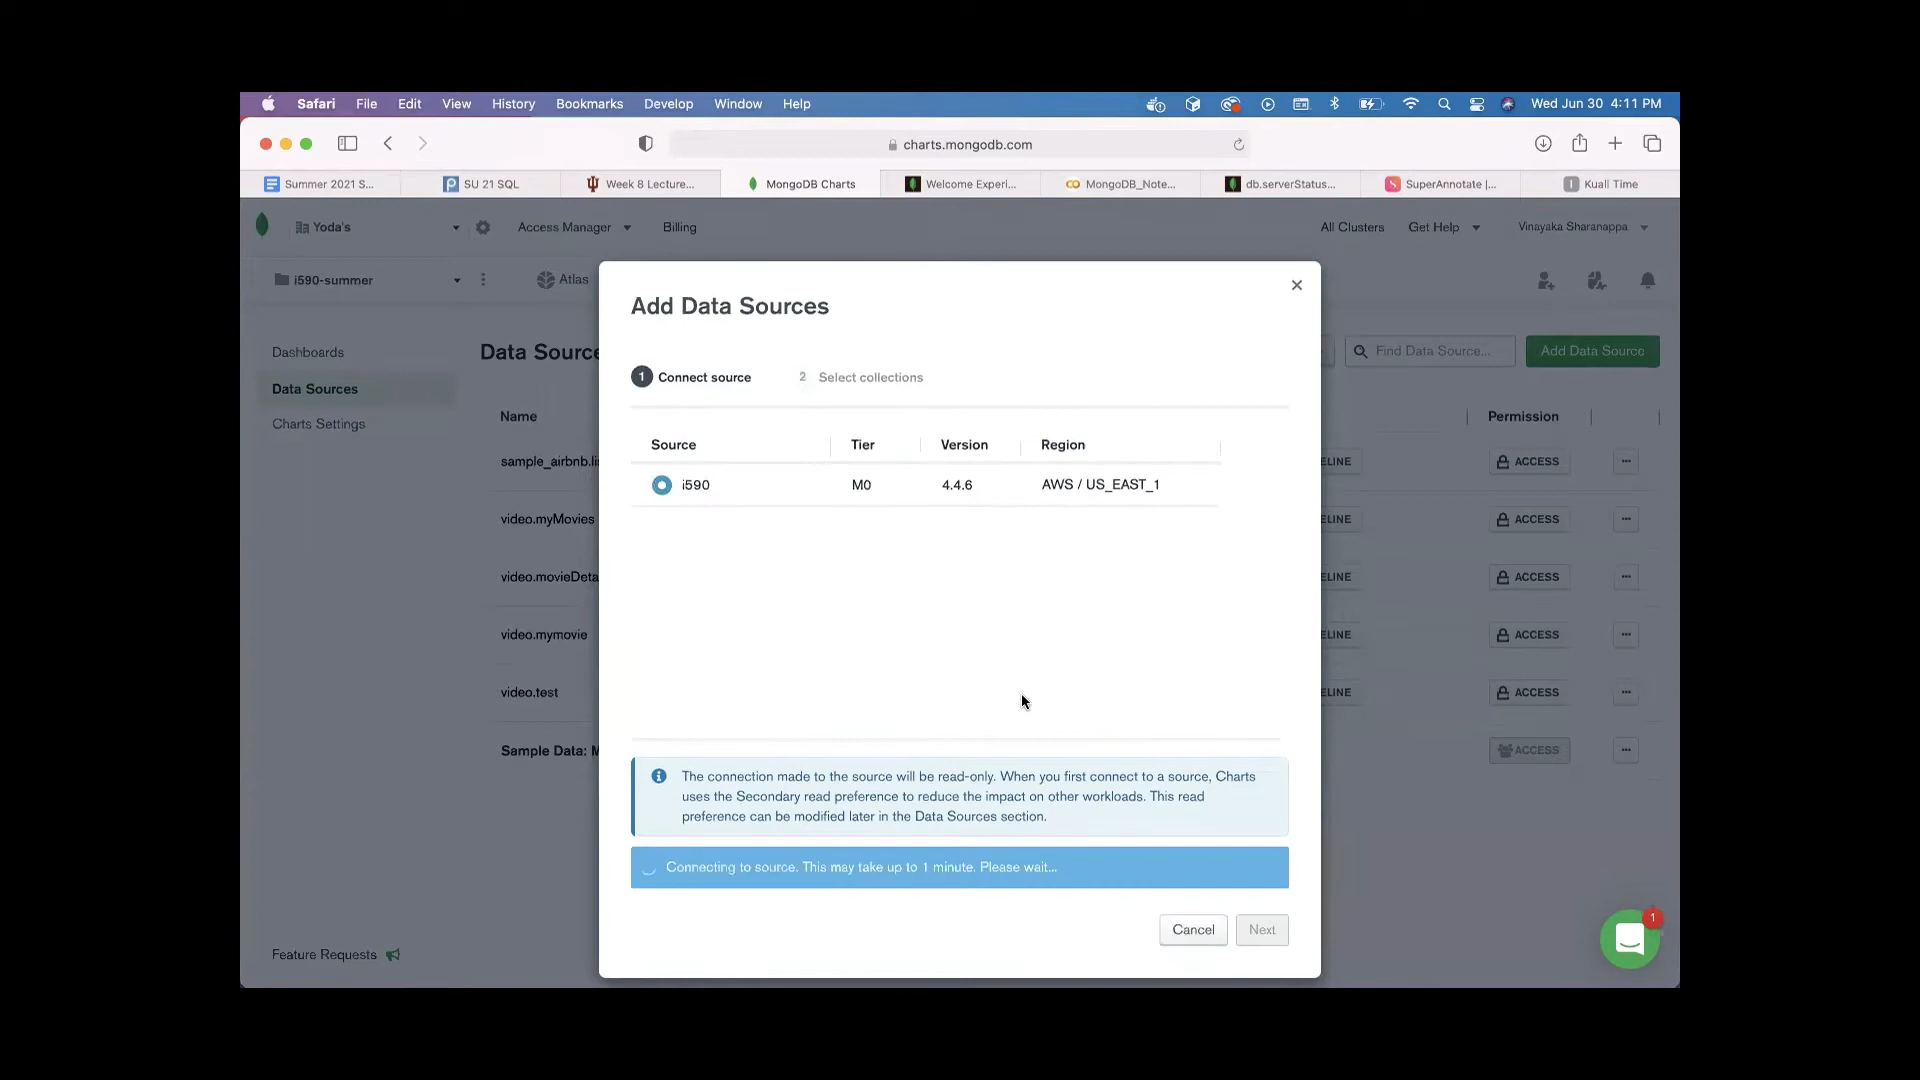 Safari File Edit View History Bookmarks Develop Window Help Wed Jun 30 4:11 PM
charts.mongodb.com
Summer 2021 S... SU 21 SQL Week 8 Lecture... MongoDB Charts Welcome Experi... MongoDB_Note... db.serverStatus... SuperAnnotate |... Kuali Time
Yoda's Access Manager Billing All Clusters Get Help Vinayaka Sharanappa
i590-summer Atlas
Dashboards
Data Sources
Charts Settings
Feature Requests
Data Source
Find Data Source...
Add Data Source
Name Permission
sample_airbnb.lis ELINE ACCESS
video.myMovies ELINE ACCESS
video.movieDeta ELINE ACCESS
video.mymovie ELINE ACCESS
video.test ELINE ACCESS
Sample Data: M ACCESS
Add Data Sources
1 Connect source 2 Select collections
Source Tier Version Region
i590 M0 4.4.6 AWS / US_EAST_1
The connection made to the source will be read-only. When you first connect to a source, Charts
uses the Secondary read preference to reduce the impact on other workloads. This read
preference can be modified later in the Data Sources section.
Connecting to source. This may take up to 1 minute. Please wait...
Cancel Next
1